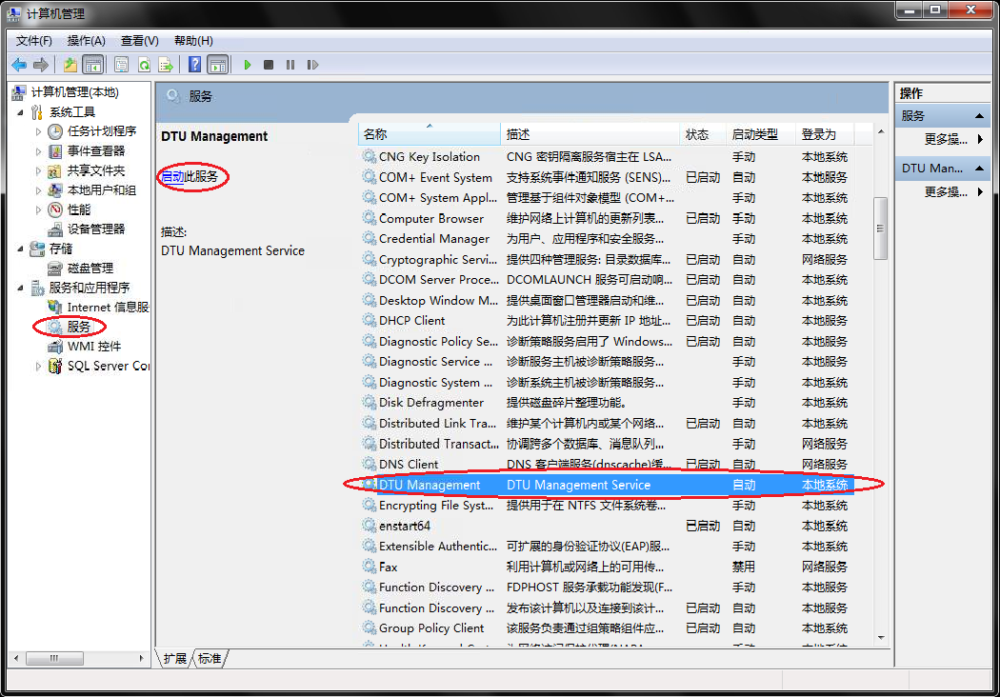 计算机管理
文件(F) 操作(A) 查看(V) 帮助(H)
计算机管理(本地)
系统工具
任务计划程序
事件查看器
共享文件夹
本地用户和组
性能
设备管理器
存储
磁盘管理
服务和应用程序
Internet 信息服
服务
WMI 控件
SQL Server Co
服务
DTU Management
启动此服务
描述:
DTU Management Service
名称 描述 状态 启动类型 登录为
CNG Key Isolation CNG 密钥隔离服务宿主在 LSA... 手动 本地系统
COM+ Event System 支持系统事件通知服务 (SENS)... 已启动 自动 本地服务
COM+ System Appl... 管理基于组件对象模型 (COM+... 手动 本地系统
Computer Browser 维护网络上计算机的更新列表... 已启动 手动 本地系统
Credential Manager 为用户、应用程序和安全服务... 手动 本地系统
Cryptographic Servi... 提供四种管理服务: 目录数据库... 已启动 自动 网络服务
DCOM Server Proce... DCOMLAUNCH 服务可启动响... 已启动 自动 本地系统
Desktop Window M... 提供桌面窗口管理器启动和维... 已启动 自动 本地系统
DHCP Client 为此计算机注册并更新 IP 地址... 已启动 自动 本地服务
Diagnostic Policy Se... 诊断策略服务启用了 Windows... 已启动 自动 本地服务
Diagnostic Service ... 诊断服务主机被诊断策略服务... 手动 本地服务
Diagnostic System ... 诊断系统主机被诊断策略服务... 手动 本地系统
Disk Defragmenter 提供磁盘碎片整理功能。 手动 本地系统
Distributed Link Tra... 维护某个计算机内或某个网络... 已启动 自动 本地系统
Distributed Transact... 协调跨多个数据库、消息队列... 手动 网络服务
DNS Client DNS 客户端服务(dnscache)缓... 已启动 自动 网络服务
DTU Management DTU Management Service 自动 本地系统
Encrypting File Syst... 提供用于在 NTFS 文件系统卷... 手动 本地系统
enstart64 已启动 自动 本地系统
Extensible Authentic... 可扩展的身份验证协议(EAP)服... 手动 本地系统
Fax 利用计算机或网络上的可用传... 禁用 网络服务
Function Discovery ... FDPHOST 服务承载功能发现(F... 手动 本地服务
Function Discovery ... 发布该计算机以及连接到该计... 已启动 自动 本地服务
Group Policy Client 该服务负责通过组策略组件应... 已启动 自动 本地系统
扩展 标准
操作
服务
更多操...
DTU Man...
更多操...